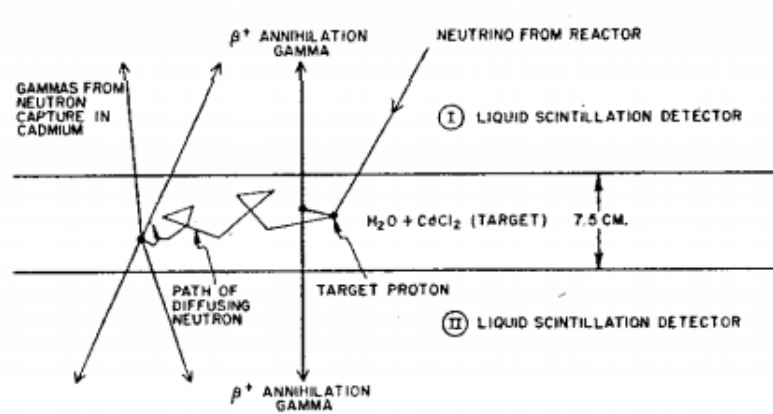 β+ ANNIHILATION
GAMMA
NEUTRINO FROM REACTOR
GAMMAS FROM
NEUTRON
CAPTURE IN
CADMIUM
I LIQUID SCINTILLATION DETECTOR
H2O + CdCl2 (TARGET)
7.5 CM.
PATH OF
DIFFUSING
NEUTRON
TARGET PROTON
II LIQUID SCINTILLATION DETECTOR
β+ ANNIHILATION
GAMMA